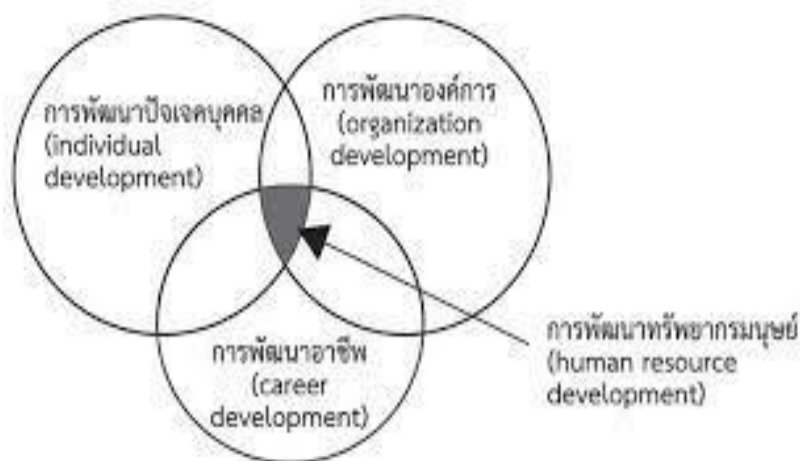 การพัฒนาปัจเจคบุคคล
(individual
development)
การพัฒนาองค์การ
(organization
development)
การพัฒนาอาชีพ
(career
development)
การพัฒนาทรัพยากรมนุษย์
(human resource
development)